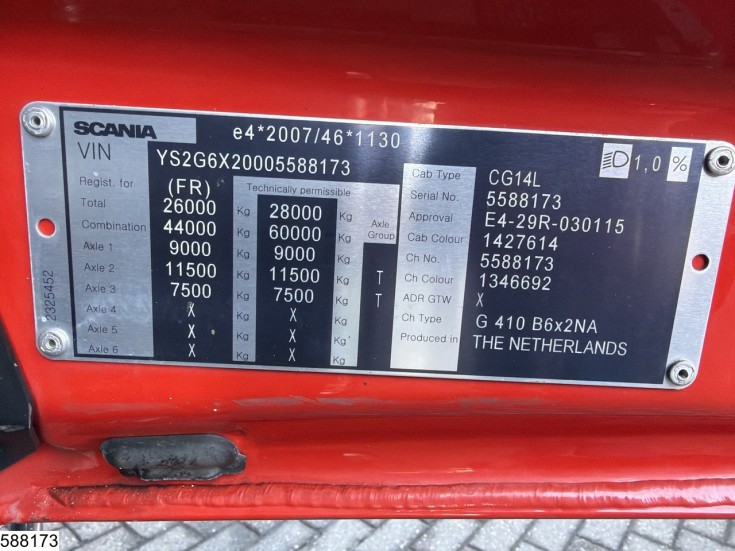 SCANIA e4*2007/46*1130
VIN YS2G6X20005588173
Regist. for (FR) Technically permissible
Total 26000 Kg 28000 Kg
Combination 44000 Kg 60000 Kg Axle Group
Axle 1 9000 Kg 9000 Kg
Axle 2 11500 Kg 11500 Kg T
Axle 3 7500 Kg 7500 Kg T
Axle 4 X Kg X Kg
Axle 5 X Kg X Kg
Axle 6 X Kg X Kg
1,0 %
Cab Type CG14L
Serial No. 5588173
Approval E4-29R-030115
Cab Colour 1427614
Ch No. 5588173
Ch Colour 1346692
ADR GTW X
Ch Type G 410 B6x2NA
Produced in THE NETHERLANDS
2325452
588173